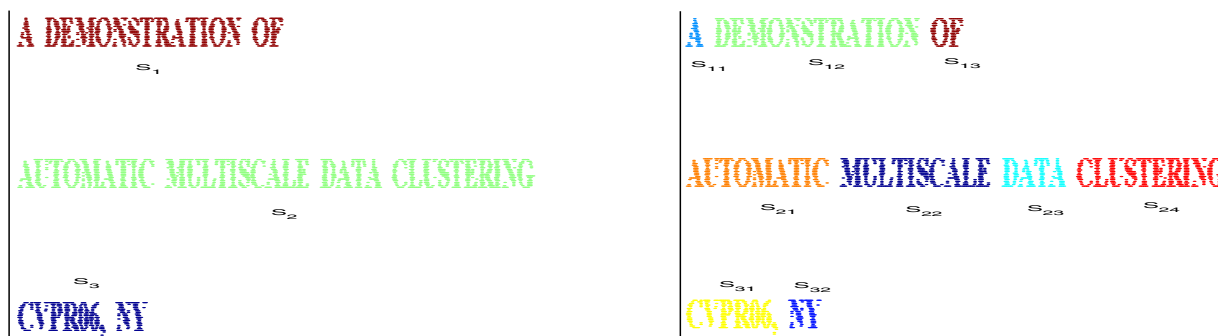 A DEMONSTRATION OF
S1
AUTOMATIC MULTISCALE DATA CLUSTERING
S2
S3
CVPR06, NY
A DEMONSTRATION OF
S11 S12 S13
AUTOMATIC MULTISCALE DATA CLUSTERING
S21 S22 S23 S24
S31 S32
CVPR06, NY